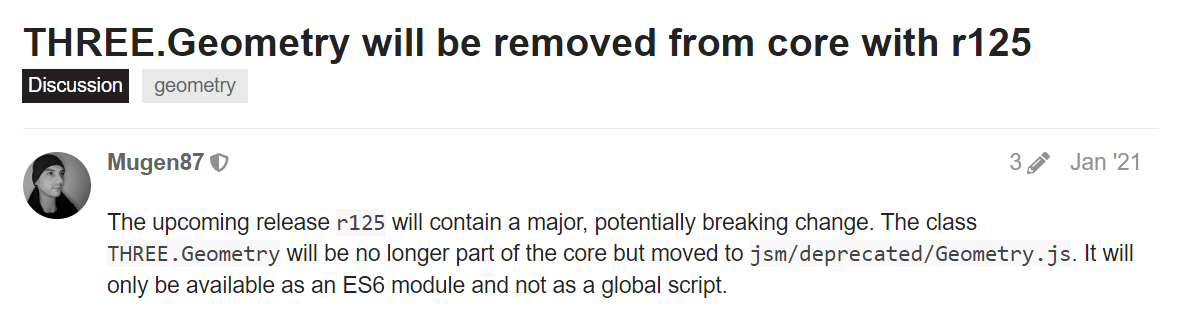 THREE.Geometry will be removed from core with r125
Discussion geometry
Mugen87 3 Jan '21
The upcoming release r125 will contain a major, potentially breaking change. The class
THREE.Geometry will be no longer part of the core but moved to jsm/deprecated/Geometry.js. It will
only be available as an ES6 module and not as a global script.